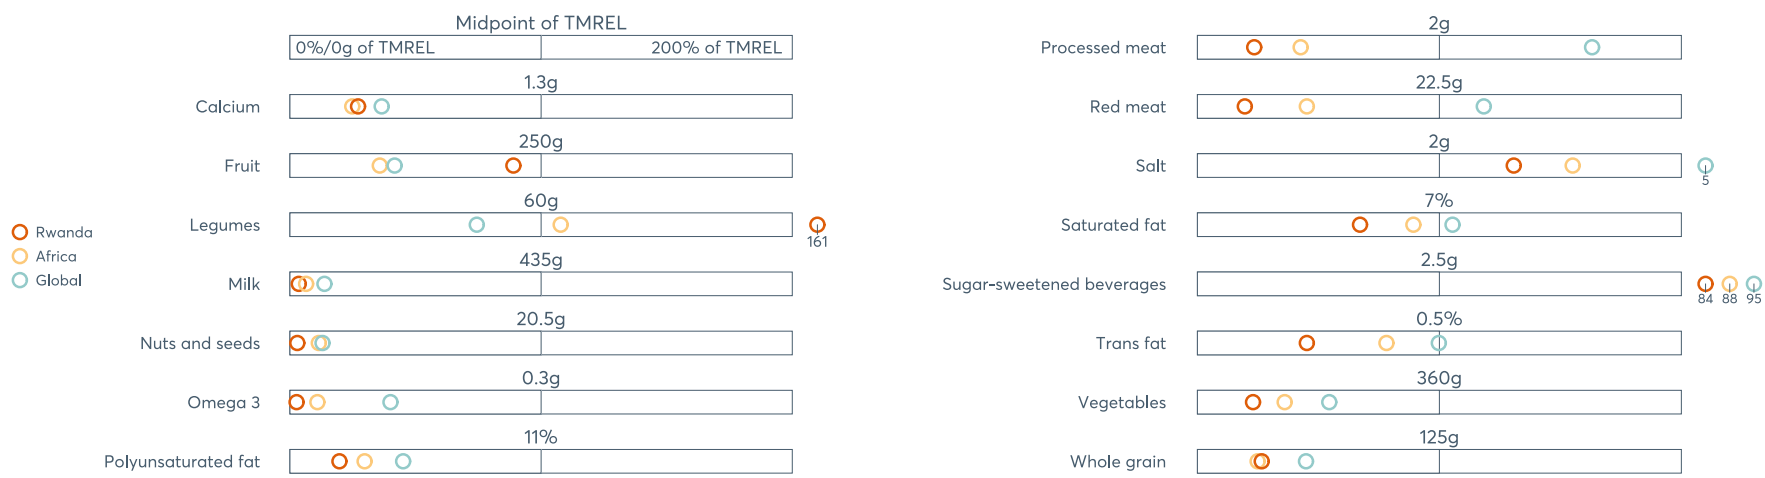 Midpoint of TMREL
0%/0g of TMREL 200% of TMREL
Calcium 1.3g
Fruit 250g
Legumes 60g
161
Milk 435g
Nuts and seeds 20.5g
Omega 3 0.3g
Polyunsaturated fat 11%
Rwanda
Africa
Global
Processed meat 2g
Red meat 22.5g
Salt 2g
5
Saturated fat 7%
Sugar-sweetened beverages 2.5g
84 88 95
Trans fat 0.5%
Vegetables 360g
Whole grain 125g